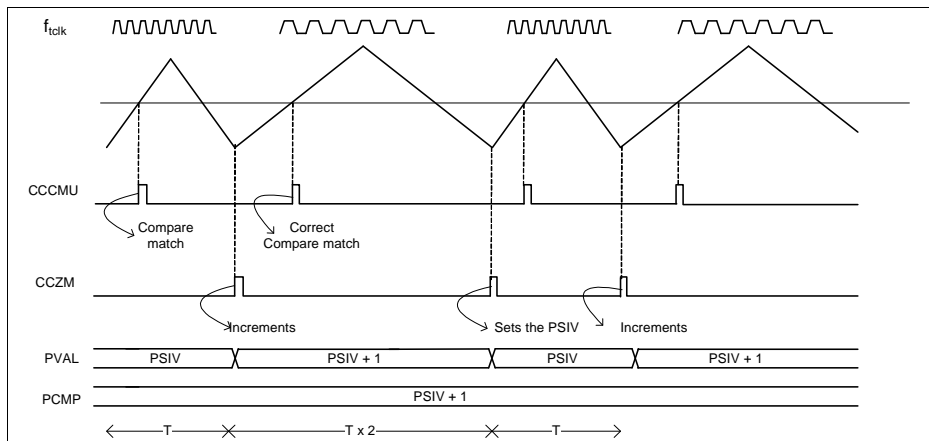 ftclk
CCCMU
Compare
match
Correct
Compare match
CCZM
Increments
Sets the PSIV
Increments
PVAL
PSIV
PSIV + 1
PSIV
PSIV + 1
PCMP
PSIV + 1
T
T x 2
T